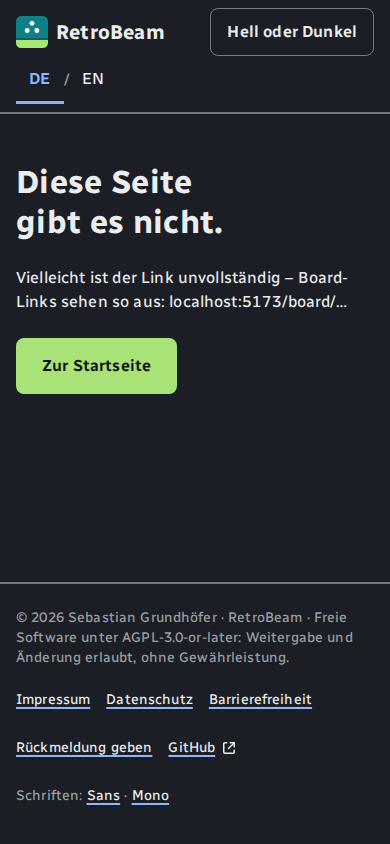 RetroBeam
Hell oder Dunkel
DE / EN
Diese Seite
gibt es nicht.
Vielleicht ist der Link unvollständig – Board-
Links sehen so aus: localhost:5173/board/…
Zur Startseite
© 2026 Sebastian Grundhöfer · RetroBeam · Freie
Software unter AGPL-3.0-or-later: Weitergabe und
Änderung erlaubt, ohne Gewährleistung.
Impressum Datenschutz Barrierefreiheit
Rückmeldung geben GitHub
Schriften: Sans · Mono